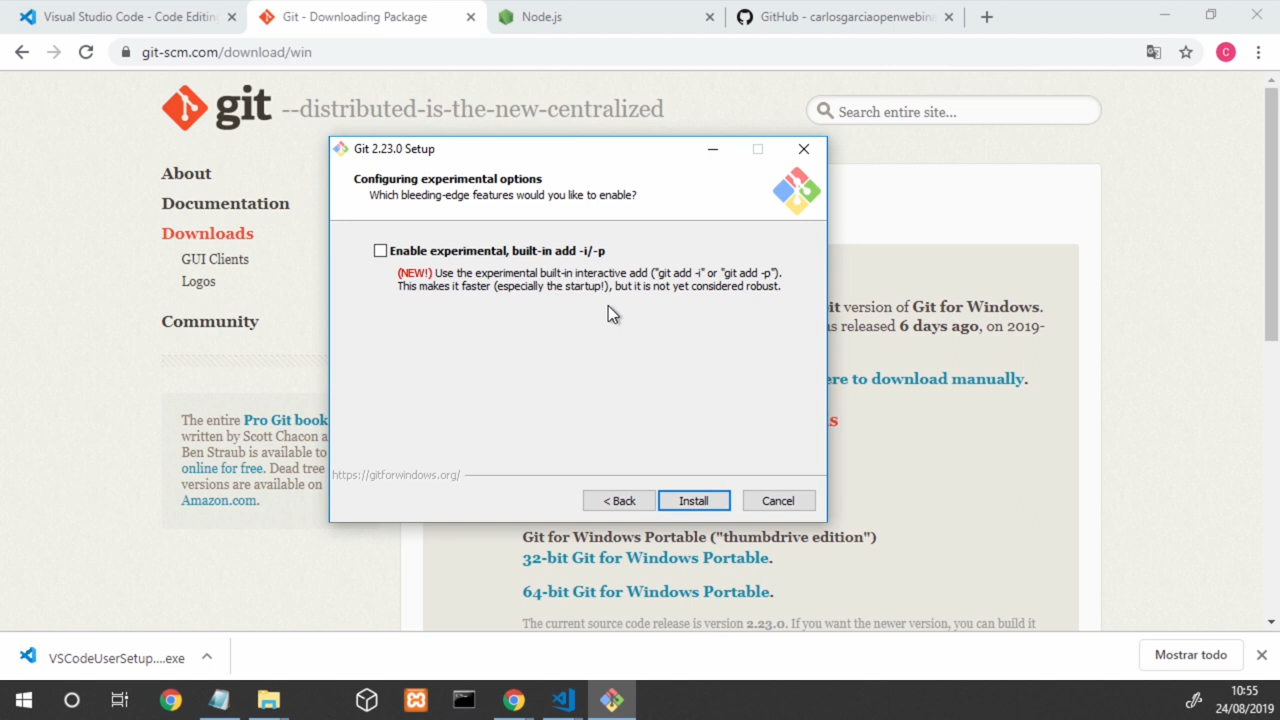 Visual Studio Code - Code Editin
Git - Downloading Package
Node.js
GitHub - carlosgarciaopenwebina
git-scm.com/download/win
C
git --distributed-is-the-new-centralized
Search entire site...
About
Documentation
Downloads
GUI Clients
Logos
Community
The entire Pro Git book
written by Scott Chacon a
Ben Straub is available to
online for free. Dead tree
versions are available on
Amazon.com.
Git 2.23.0 Setup
Configuring experimental options
Which bleeding-edge features would you like to enable?
Enable experimental, built-in add -i/-p
(NEW!) Use the experimental built-in interactive add ("git add -i" or "git add -p").
This makes it faster (especially the startup!), but it is not yet considered robust.
https://gitforwindows.org/
< Back
Install
Cancel
it version of Git for Windows.
s released 6 days ago, on 2019-
ere to download manually.
s
Git for Windows Portable ("thumbdrive edition")
32-bit Git for Windows Portable.
64-bit Git for Windows Portable.
The current source code release is version 2.23.0. If you want the newer version, you can build it
VSCodeUserSetup....exe
Mostrar todo
10:55
24/08/2019